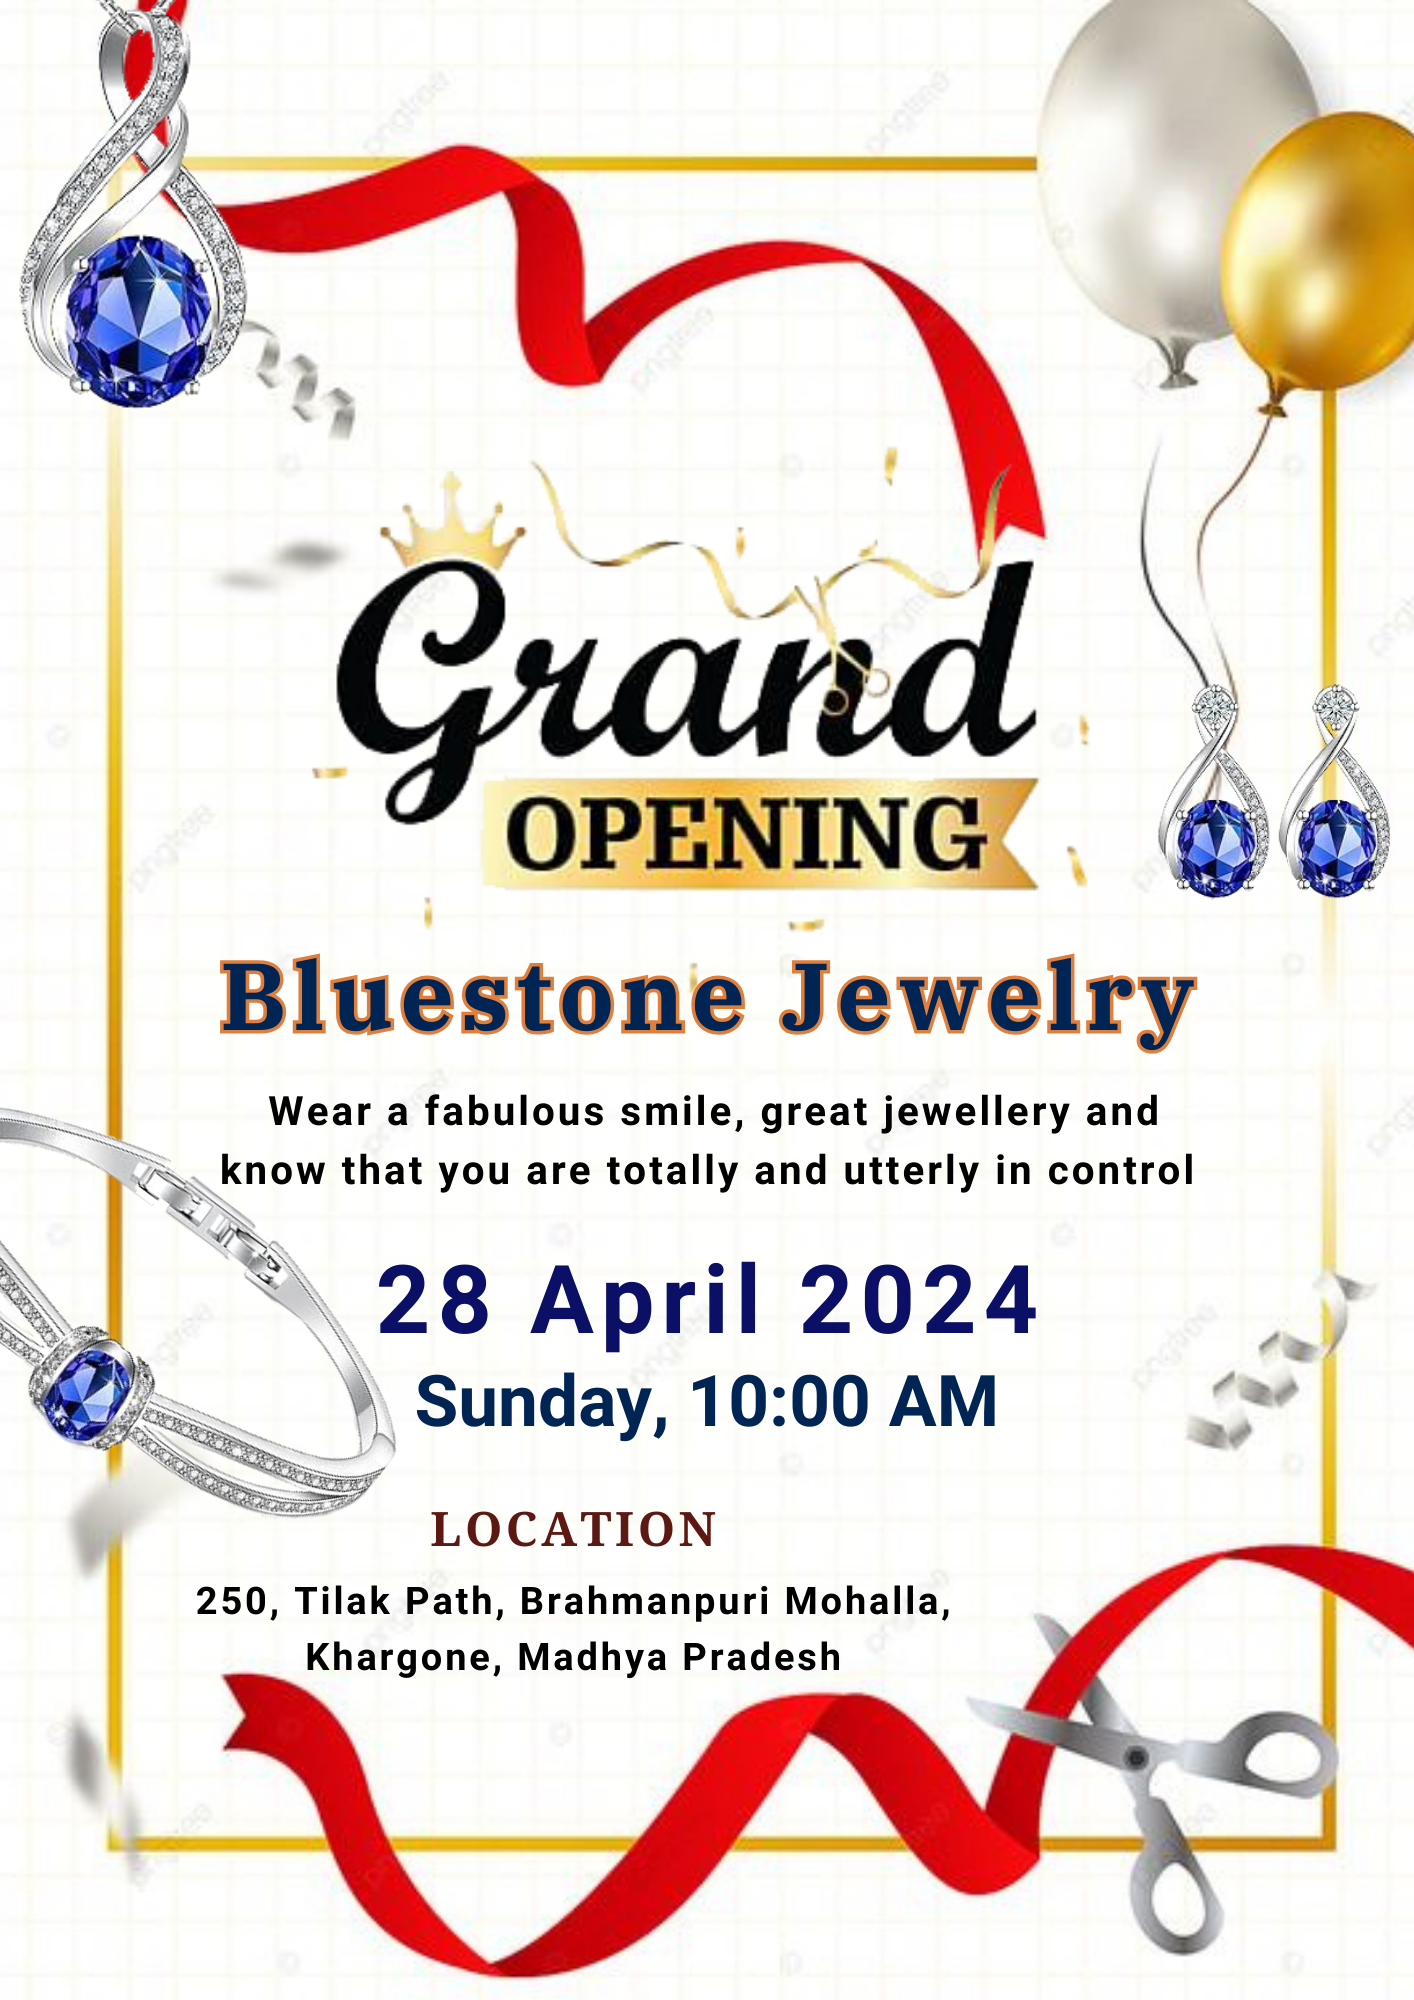 Grand
OPENING
Bluestone Jewelry
Wear a fabulous smile, great jewellery and
know that you are totally and utterly in control
28 April 2024
Sunday, 10:00 AM
LOCATION
250, Tilak Path, Brahmanpuri Mohalla,
Khargone, Madhya Pradesh
pngtree